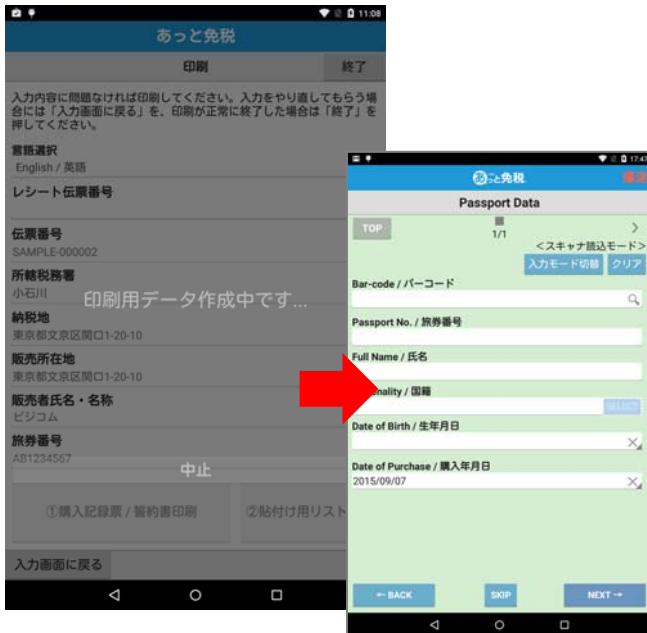 11:08
あっと免税
印刷
終了
入力内容に問題なければ印刷してください。入力をやり直してもらう場
合には「入力画面に戻る」を、印刷が正常に終了した場合は「終了」を
押してください。
言語選択
English / 英語
レシート伝票番号
伝票番号
SAMPLE-000002
所轄税務署
小石川
印刷用データ作成中です...
納税地
東京都文京区関口1-20-10
販売所在地
東京都文京区関口1-20-10
販売者氏名・名称
ビジコム
旅券番号
AB1234567
中止
①購入記録票 / 誓約書印刷
②貼付け用リスト
入力画面に戻る
17:47
あっと免税
Passport Data
TOP
1/1
<スキャナ読込モード>
入力モード切替
クリア
Bar-code / バーコード
Passport No. / 旅券番号
Full Name / 氏名
nality / 国籍
SELECT
Date of Birth / 生年月日
Date of Purchase / 購入年月日
2015/09/07
← BACK
SKIP
NEXT →